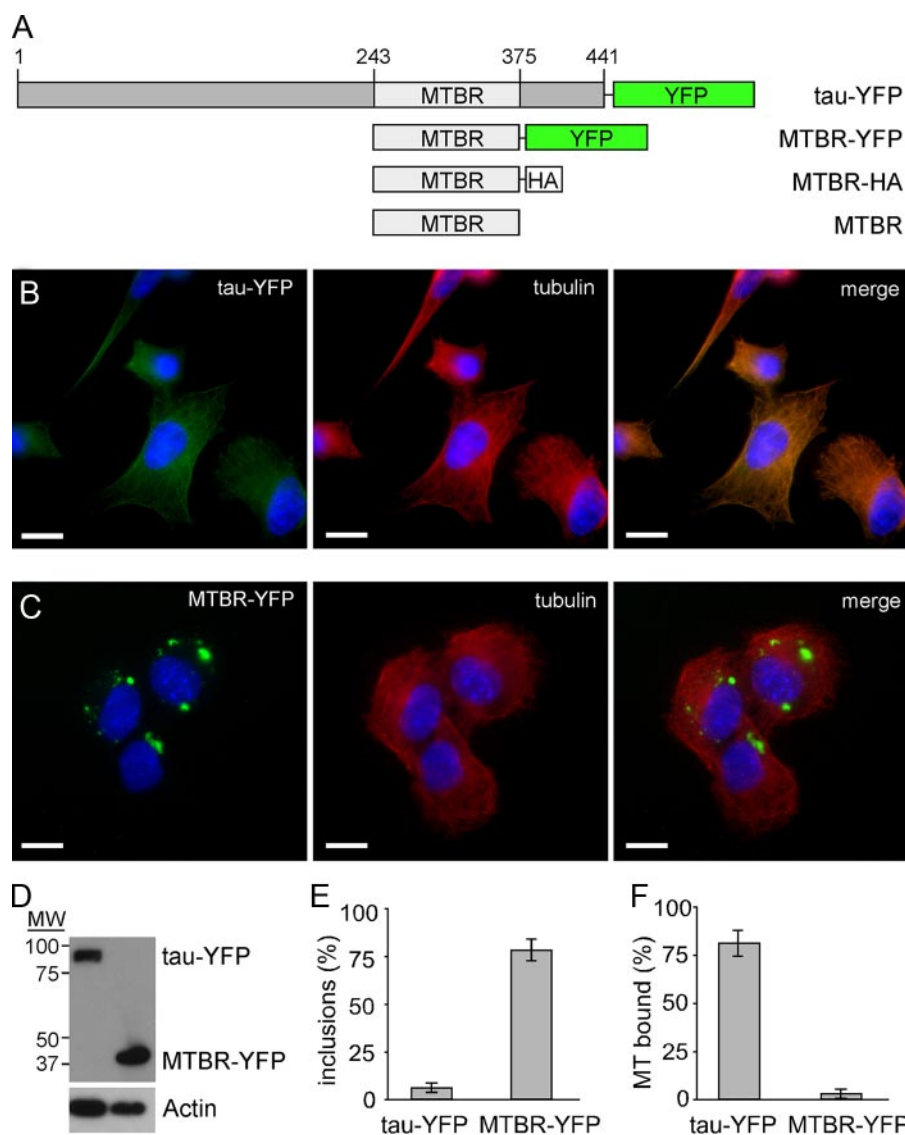 A
1 243 375 441
MTBR YFP tau-YFP
MTBR YFP MTBR-YFP
MTBR HA MTBR-HA
MTBR MTBR
B tau-YFP tubulin merge
C MTBR-YFP tubulin merge
D
MW
100
75
50
37
tau-YFP
MTBR-YFP
Actin
E
inclusions (%)
100
75
50
25
0
tau-YFP MTBR-YFP
F
MT bound (%)
100
75
50
25
0
tau-YFP MTBR-YFP